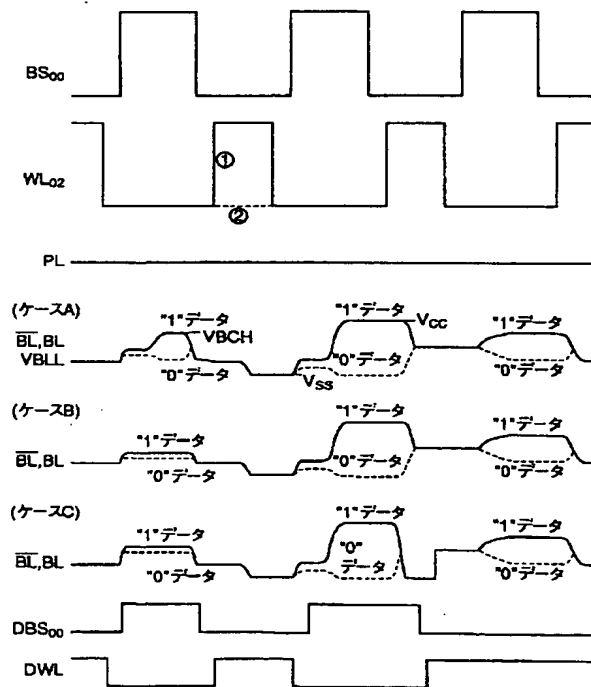 BS00
WL02
①
②
PL
(ケースA)
"1"データ
VBCH
"1"データ
VCC
"1"データ
BL,BL
VBLL
"0"データ
"0"データ
VSS
"0"データ
(ケースB)
"1"データ
"1"データ
"1"データ
BL,BL
"0"データ
"0"データ
"0"データ
(ケースC)
"1"データ
"1"データ
"1"データ
BL,BL
"0"
データ
"0"データ
"0"データ
DBS00
DWL